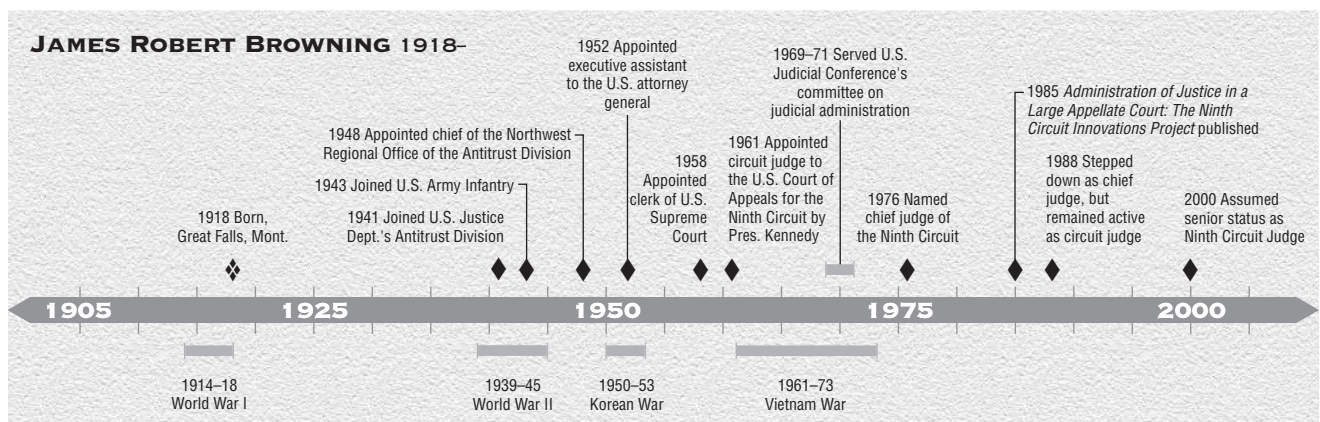 JAMES ROBERT BROWNING 1918–
1952 Appointed
executive assistant
to the U.S. attorney
general
1969–71 Served U.S.
Judicial Conference's
committee on
judicial administration
1985 Administration of Justice in a
Large Appellate Court: The Ninth
Circuit Innovations Project published
1948 Appointed chief of the Northwest
Regional Office of the Antitrust Division
1943 Joined U.S. Army Infantry
1918 Born,
Great Falls, Mont.
1941 Joined U.S. Justice
Dept.'s Antitrust Division
1958
Appointed
clerk of U.S.
Supreme
Court
1961 Appointed
circuit judge to
the U.S. Court of
Appeals for the
Ninth Circuit by
Pres. Kennedy
1976 Named
chief judge of
the Ninth Circuit
1988 Stepped
down as chief
judge, but
remained active
as circuit judge
2000 Assumed
senior status as
Ninth Circuit Judge
1905 1925 1950 1975 2000
1914–18
World War I
1939–45
World War II
1950–53
Korean War
1961–73
Vietnam War